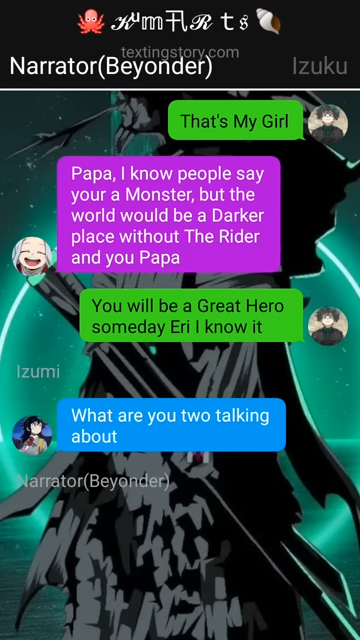 🐙 𝒦ᵘ𝕞卂ℛ 𝕥𝔰 🐚
textingstory.com
Narrator(Beyonder) Izuku
That's My Girl
Papa, I know people say
your a Monster, but the
world would be a Darker
place without The Rider
and you Papa
You will be a Great Hero
someday Eri I know it
Izumi
What are you two talking
about
Narrator(Beyonder)